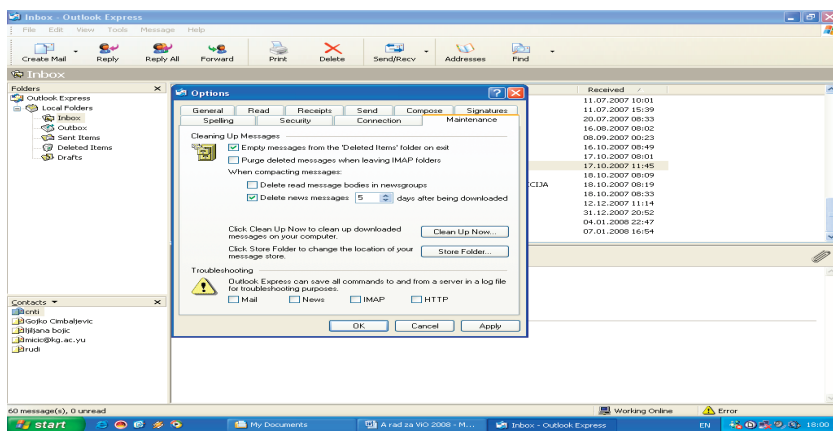 Inbox - Outlook Express
File Edit View Tools Message Help
Create Mail Reply Reply All Forward Print Delete Send/Recv Addresses Find
Inbox
Folders
Outlook Express
Local Folders
Inbox
Outbox
Sent Items
Deleted Items
Drafts
Contacts
cnti
Gojko Cimbaljevic
ljiljana bojic
micic@kg.ac.yu
rudi
Options
General Read Receipts Send Compose Signatures
Spelling Security Connection Maintenance
Cleaning Up Messages
Empty messages from the 'Deleted Items' folder on exit
Purge deleted messages when leaving IMAP folders
When compacting messages:
Delete read message bodies in newsgroups
Delete news messages 5 days after being downloaded
Click Clean Up Now to clean up downloaded
messages on your computer.
Clean Up Now...
Click Store Folder to change the location of your
message store.
Store Folder...
Troubleshooting
Outlook Express can save all commands to and from a server in a log file
for troubleshooting purposes.
Mail News IMAP HTTP
OK Cancel Apply
Received
11.07.2007 10:01
11.07.2007 15:39
20.07.2007 08:33
16.08.2007 08:02
08.09.2007 00:23
16.10.2007 08:49
17.10.2007 08:01
17.10.2007 11:45
18.10.2007 08:09
CIJA 18.10.2007 08:19
18.10.2007 08:33
12.12.2007 11:14
31.12.2007 20:52
04.01.2008 22:47
07.01.2008 16:54
60 message(s), 0 unread Working Online Error
start My Documents A rad za ViO 2008 - M... Inbox - Outlook Express EN 18:00